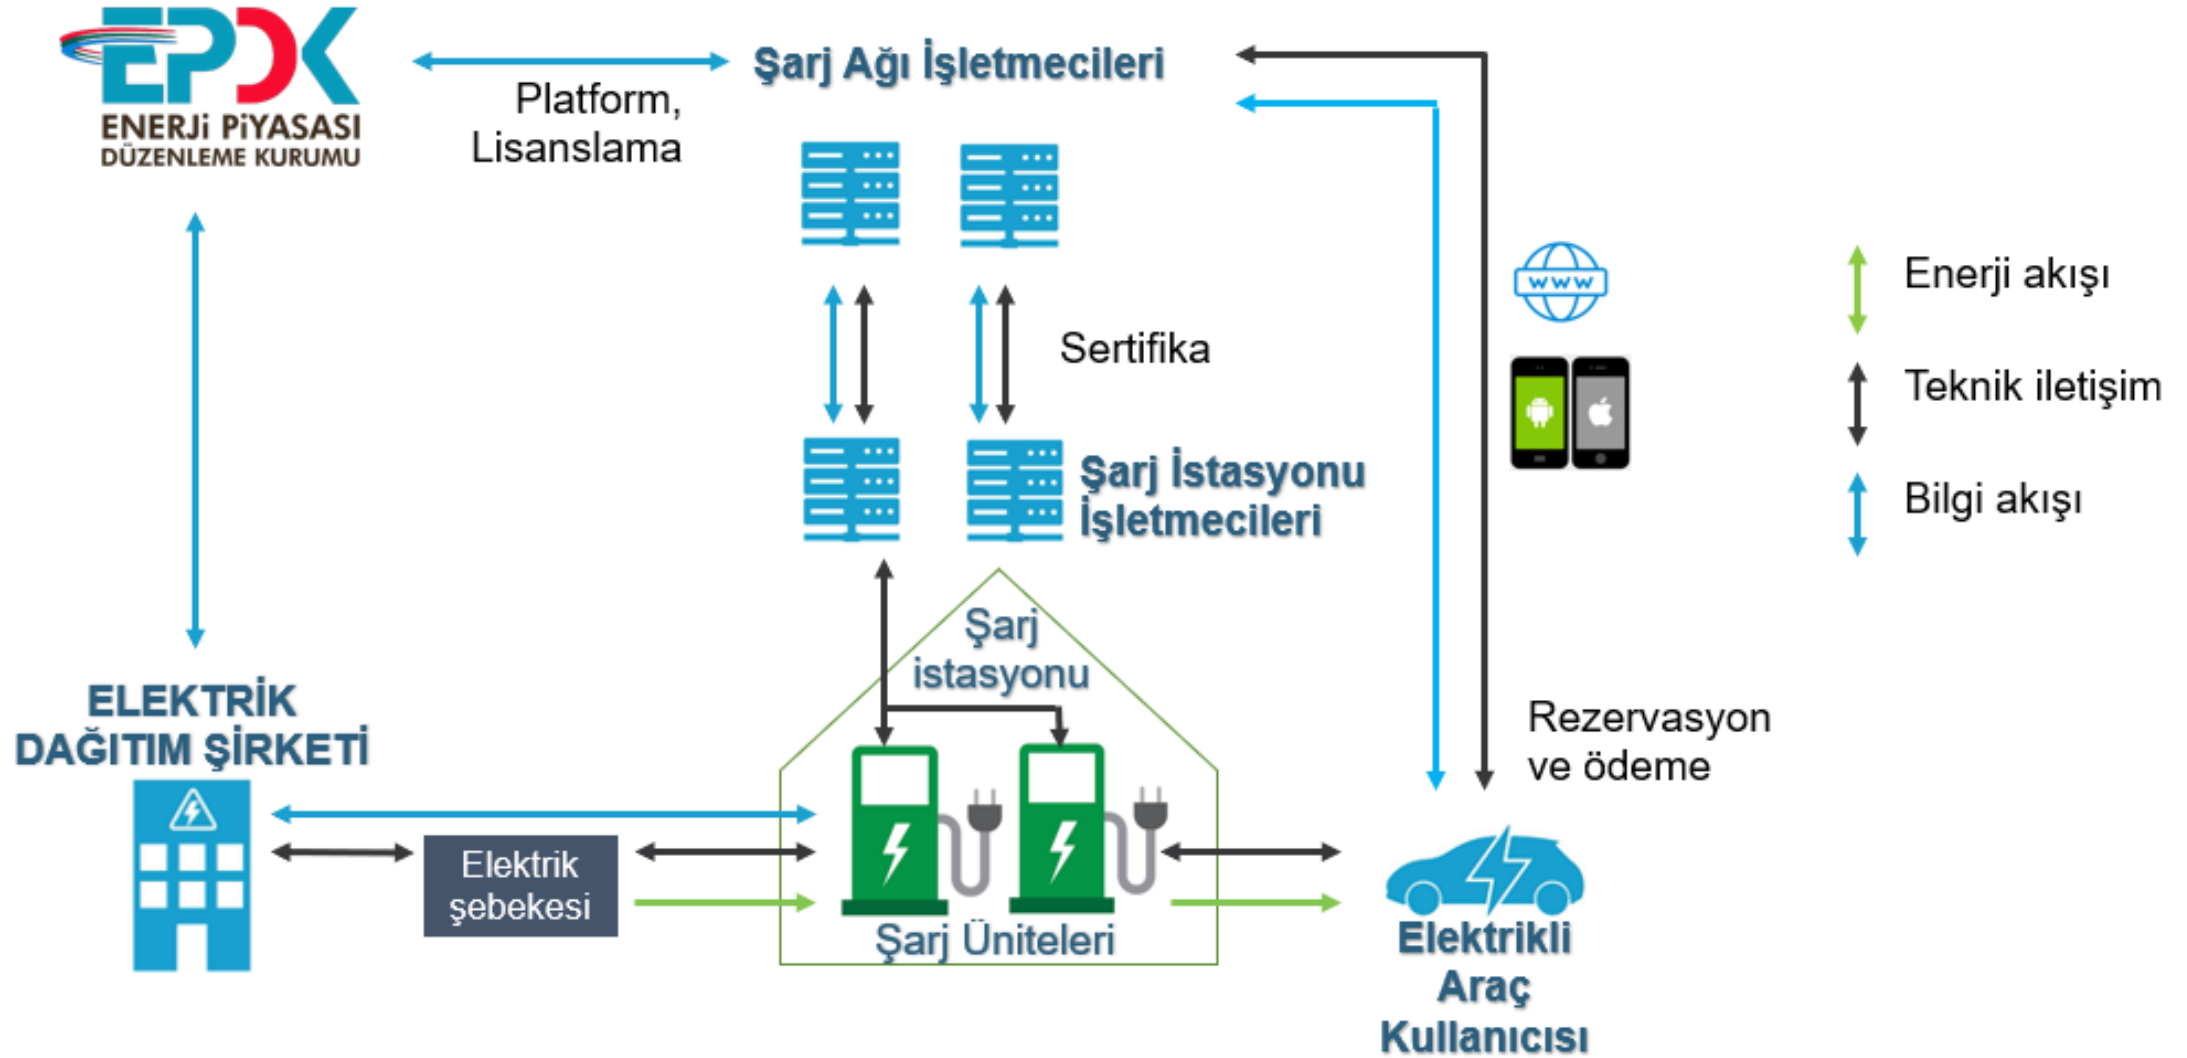 EPDK
ENERJİ PİYASASI
DÜZENLEME KURUMU
Platform,
Lisanslama
Şarj Ağı İşletmecileri
www
Enerji akışı
Teknik iletişim
Bilgi akışı
Sertifika
Şarj İstasyonu
İşletmecileri
Şarj
istasyonu
ELEKTRİK
DAĞITIM ŞİRKETİ
Rezervasyon
ve ödeme
Elektrik
şebekesi
Şarj Üniteleri
Elektrikli
Araç
Kullanıcısı